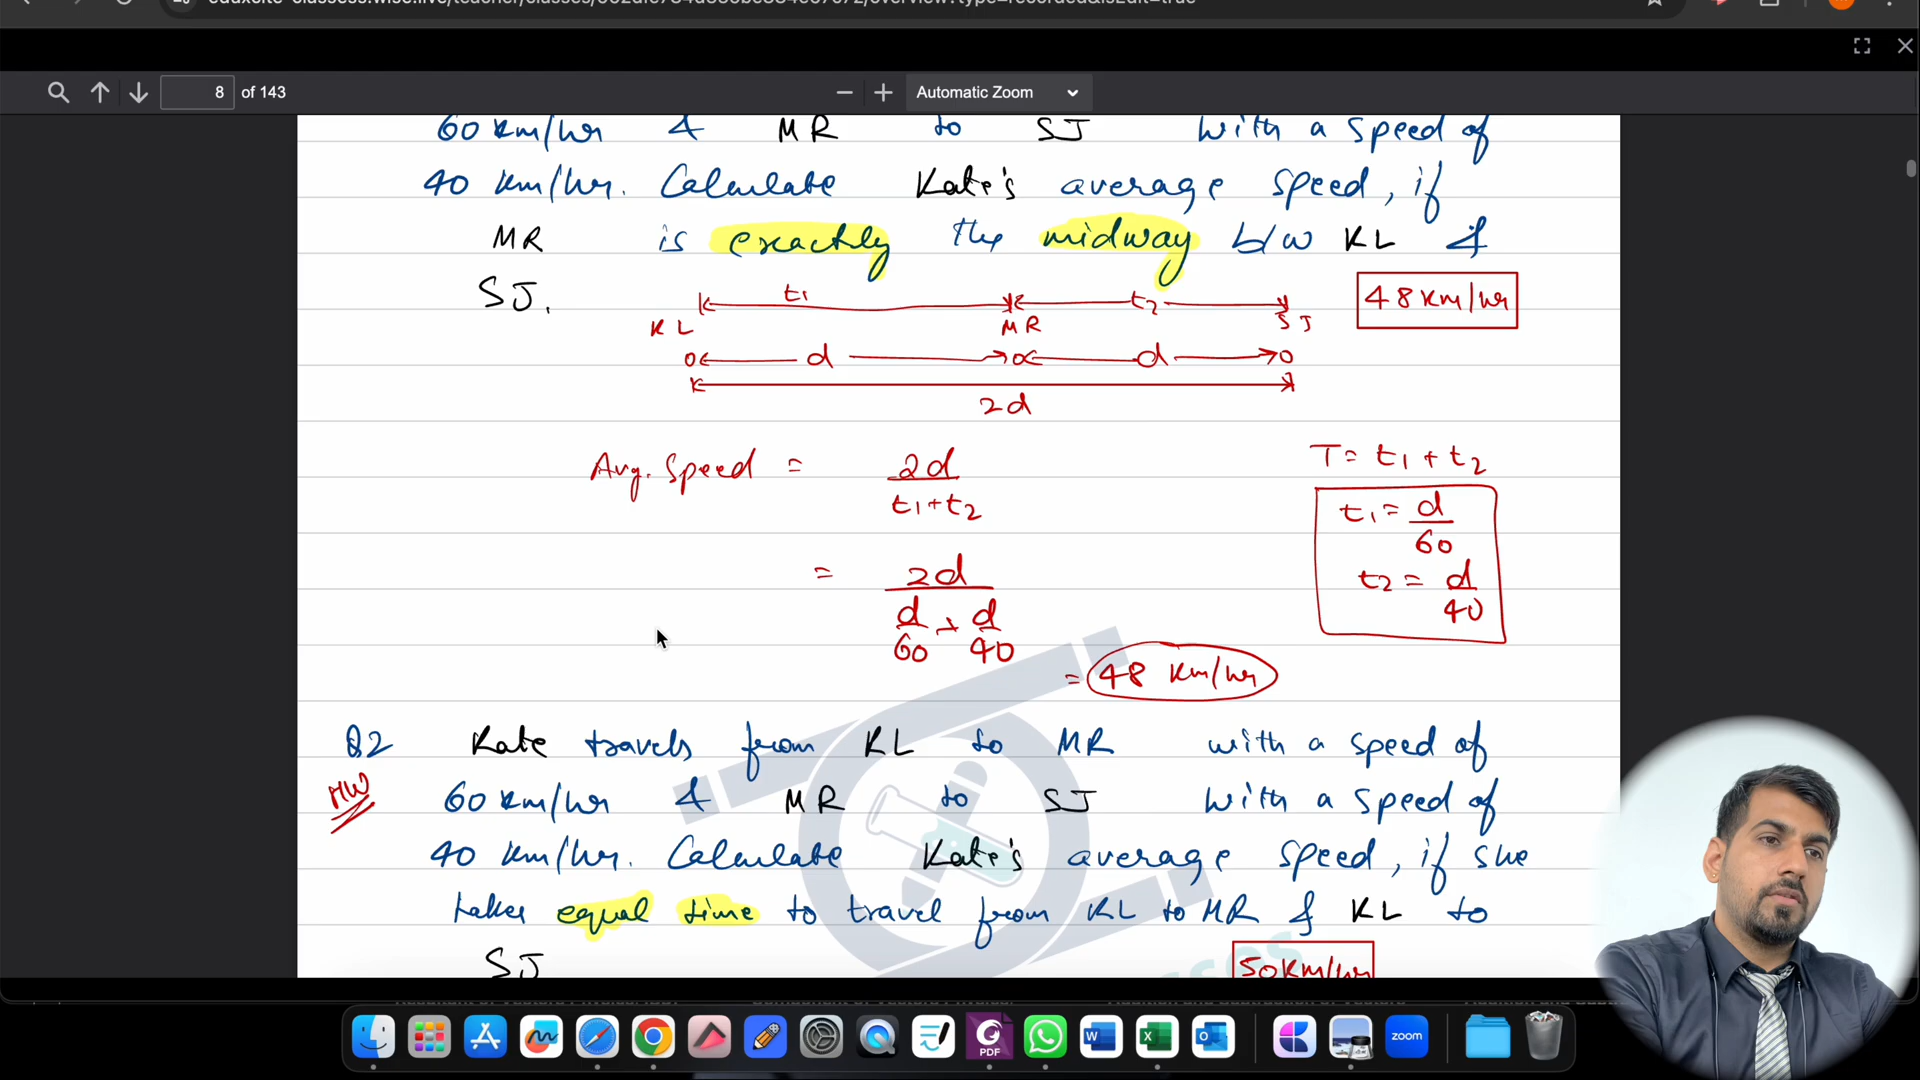 8 of 143
Automatic Zoom
60 km/hr & MR to SJ with a speed of
40 km/hr. Calculate Kate's average speed, if
MR is exactly the midway b/w KL &
SJ.
48 km/hr
t1 t2
KL MR SJ
d d
2d
Avg. Speed = 2d / t1+t2
T = t1 + t2
t1 = d/60
t2 = d/40
= 2d / d/60 + d/40
= 48 km/hr
Q2 Kate travels from KL to MR with a speed of
HW 60 km/hr & MR to SJ with a speed of
40 km/hr. Calculate Kate's average speed, if she
takes equal time to travel from KL to MR & KL to
SJ
50 km/hr
PDF
zoom